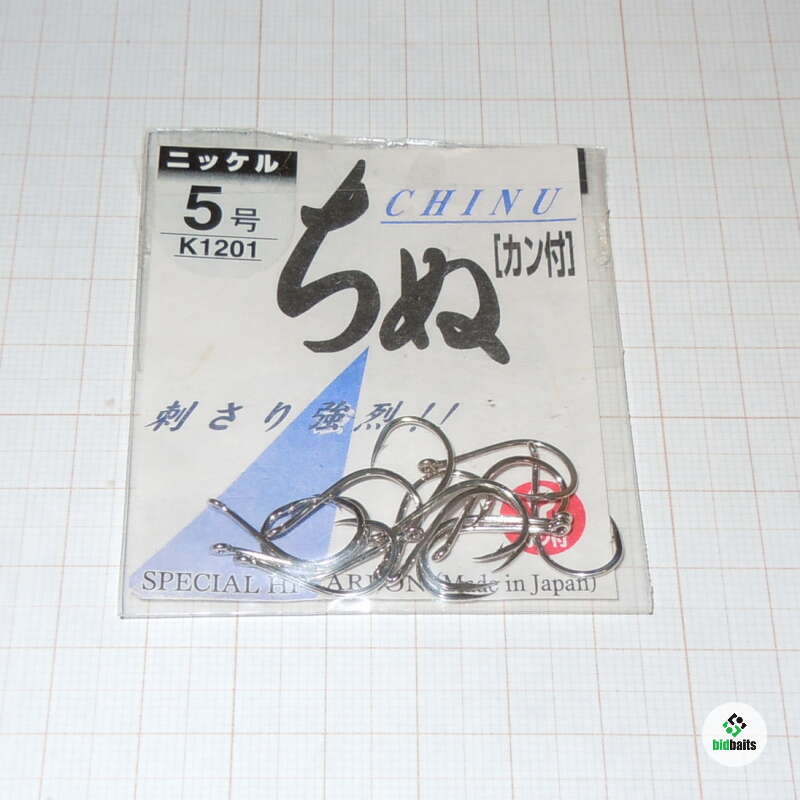 ニッケル
5号
K1201
CHINU
ちぬ
[カン付]
刺さり強烈!!
付
SPECIAL (Made in Japan)
bidbaits